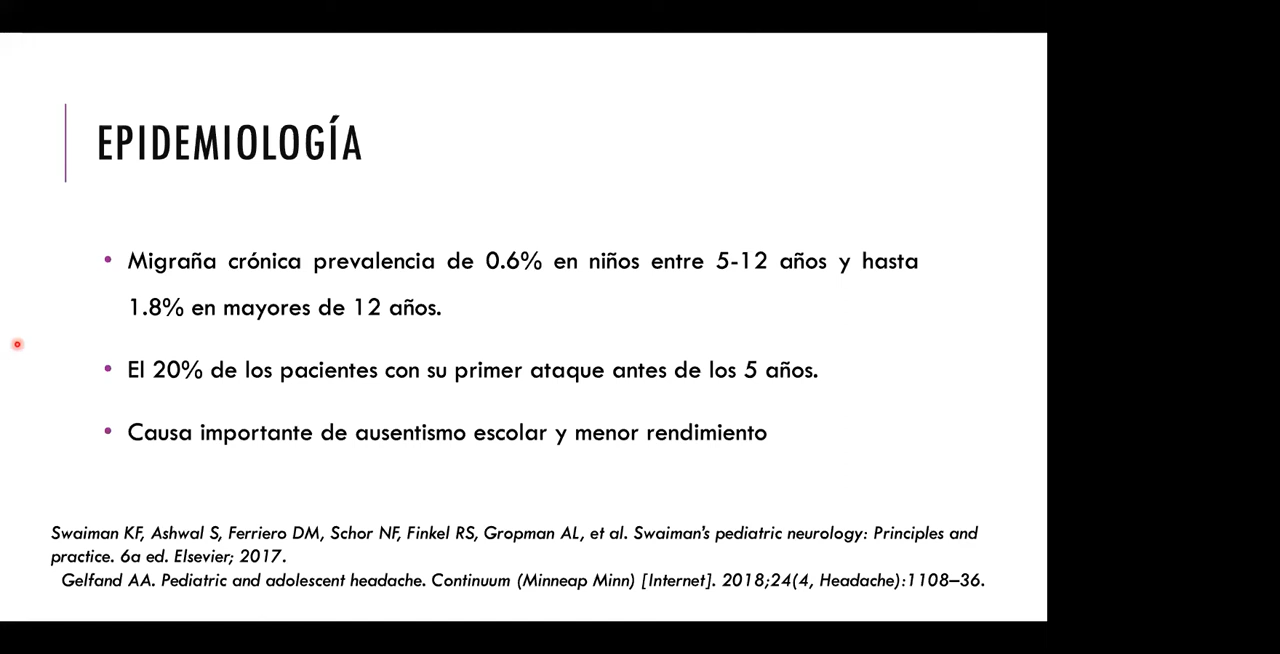 EPIDEMIOLOGÍA
• Migraña crónica prevalencia de 0.6% en niños entre 5-12 años y hasta
1.8% en mayores de 12 años.
• El 20% de los pacientes con su primer ataque antes de los 5 años.
• Causa importante de ausentismo escolar y menor rendimiento
Swaiman KF, Ashwal S, Ferriero DM, Schor NF, Finkel RS, Gropman AL, et al. Swaiman’s pediatric neurology: Principles and
practice. 6a ed. Elsevier; 2017.
Gelfand AA. Pediatric and adolescent headache. Continuum (Minneap Minn) [Internet]. 2018;24(4, Headache):1108–36.